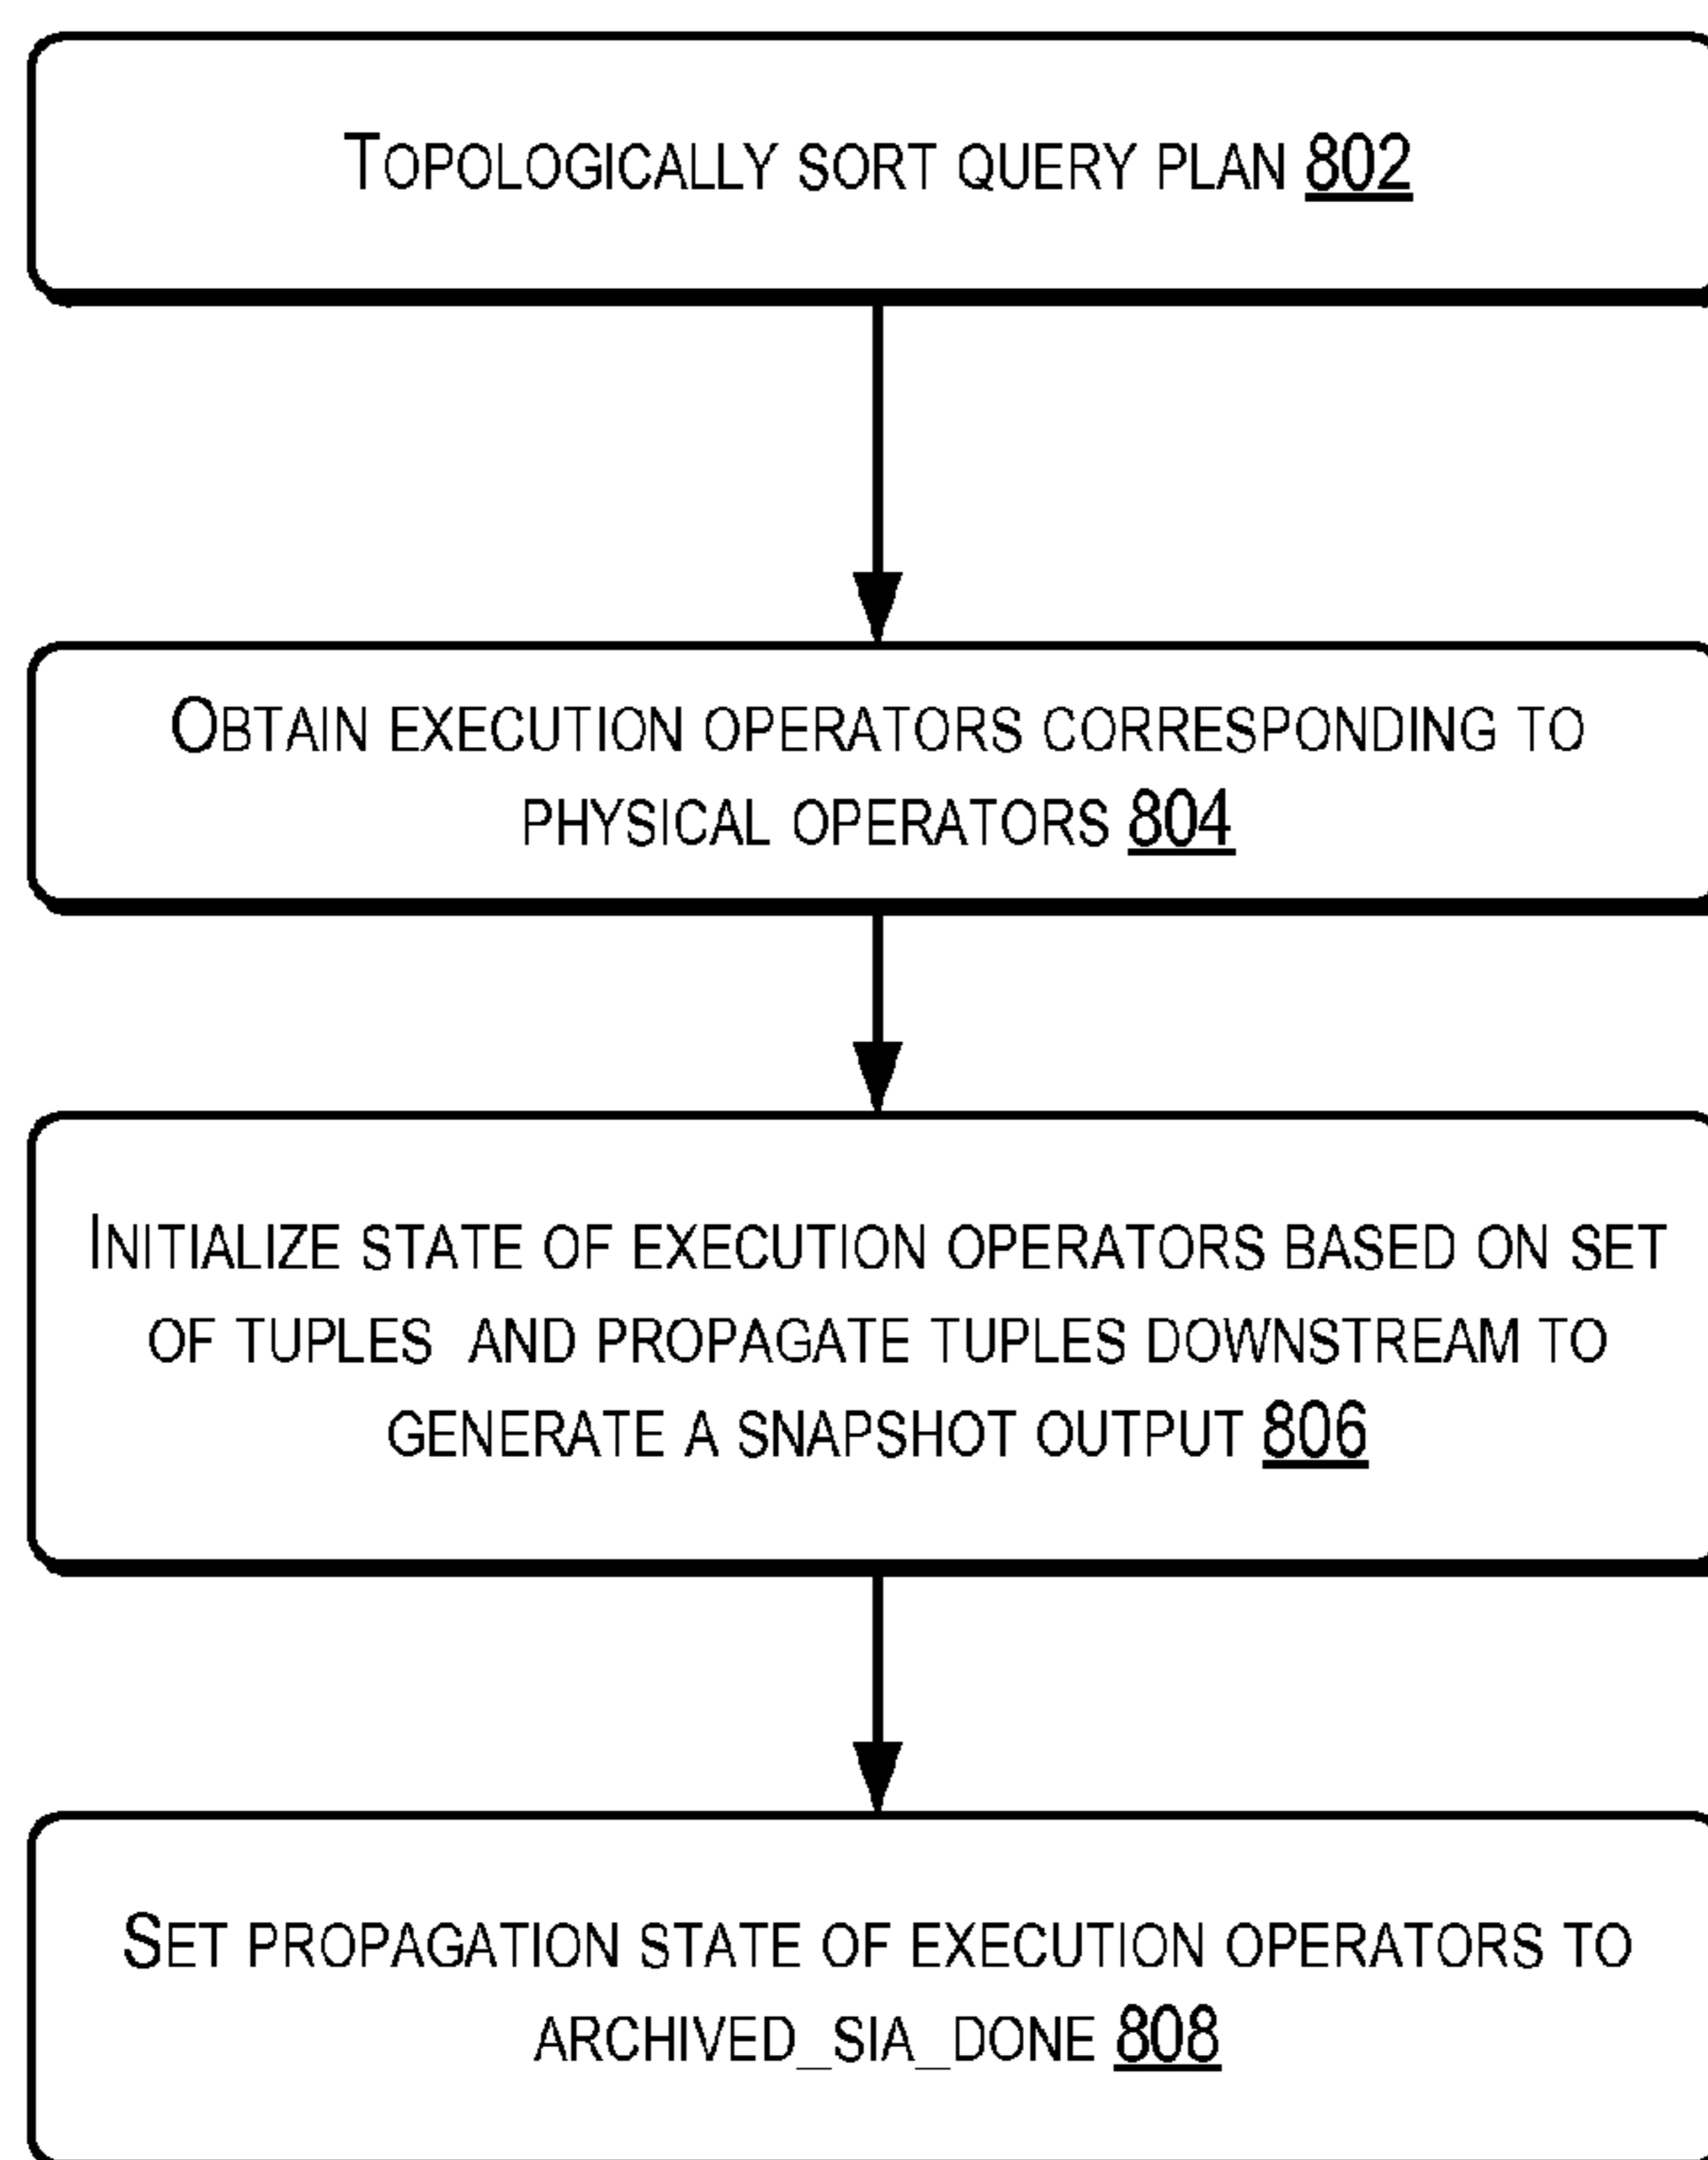 TOPOLOGICALLY SORT QUERY PLAN 802
OBTAIN EXECUTION OPERATORS CORRESPONDING TO
PHYSICAL OPERATORS 804
INITIALIZE STATE OF EXECUTION OPERATORS BASED ON SET
OF TUPLES AND PROPAGATE TUPLES DOWNSTREAM TO
GENERATE A SNAPSHOT OUTPUT 806
SET PROPAGATION STATE OF EXECUTION OPERATORS TO
ARCHIVED_SIA_DONE 808